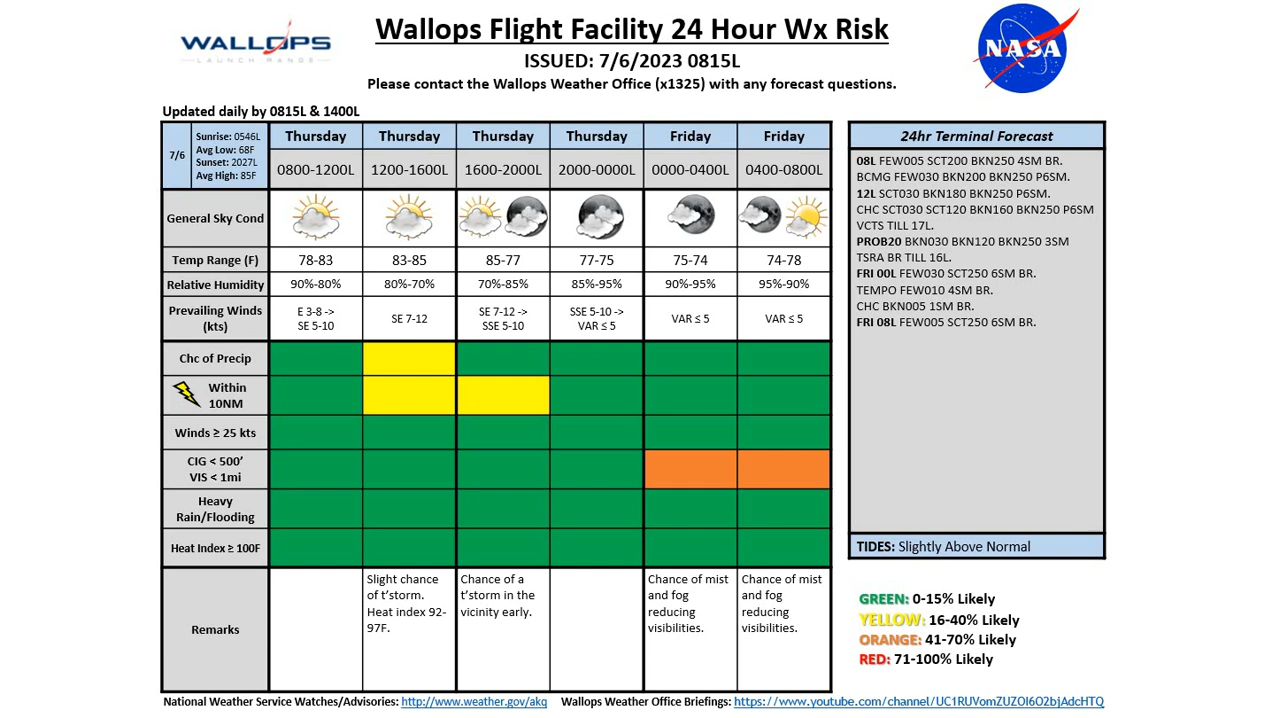 WALLOPS
LAUNCH RANGE
Wallops Flight Facility 24 Hour Wx Risk
ISSUED: 7/6/2023 0815L
Please contact the Wallops Weather Office (x1325) with any forecast questions.
NASA
Updated daily by 0815L & 1400L
7/6
Sunrise: 0546L
Avg Low: 68F
Sunset: 2027L
Avg High: 85F
Thursday Thursday Thursday Thursday Friday Friday
0800-1200L 1200-1600L 1600-2000L 2000-0000L 0000-0400L 0400-0800L
General Sky Cond
Temp Range (F) 78-83 83-85 85-77 77-75 75-74 74-78
Relative Humidity 90%-80% 80%-70% 70%-85% 85%-95% 90%-95% 95%-90%
Prevailing Winds
(kts)
E 3-8 ->
SE 5-10
SE 7-12
SE 7-12 ->
SSE 5-10
SSE 5-10 ->
VAR ≤ 5
VAR ≤ 5
VAR ≤ 5
Chc of Precip
Within
10NM
Winds ≥ 25 kts
CIG < 500’
VIS < 1mi
Heavy
Rain/Flooding
Heat Index ≥ 100F
Remarks
Slight chance
of t’storm.
Heat index 92-
97F.
Chance of a
t’storm in the
vicinity early.
Chance of mist
and fog
reducing
visibilities.
Chance of mist
and fog
reducing
visibilities.
24hr Terminal Forecast
08L FEW005 SCT200 BKN250 4SM BR.
BCMG FEW030 BKN200 BKN250 P6SM.
12L SCT030 BKN180 BKN250 P6SM.
CHC SCT030 SCT120 BKN160 BKN250 P6SM
VCTS TILL 17L.
PROB20 BKN030 BKN120 BKN250 3SM
TSRA BR TILL 16L.
FRI 00L FEW030 SCT250 6SM BR.
TEMPO FEW010 4SM BR.
CHC BKN005 1SM BR.
FRI 08L FEW005 SCT250 6SM BR.
TIDES: Slightly Above Normal
GREEN: 0-15% Likely
YELLOW: 16-40% Likely
ORANGE: 41-70% Likely
RED: 71-100% Likely
National Weather Service Watches/Advisories: http://www.weather.gov/akq Wallops Weather Office Briefings: https://www.youtube.com/channel/UC1RUVomZUZOI6O2bjAdcHTQ